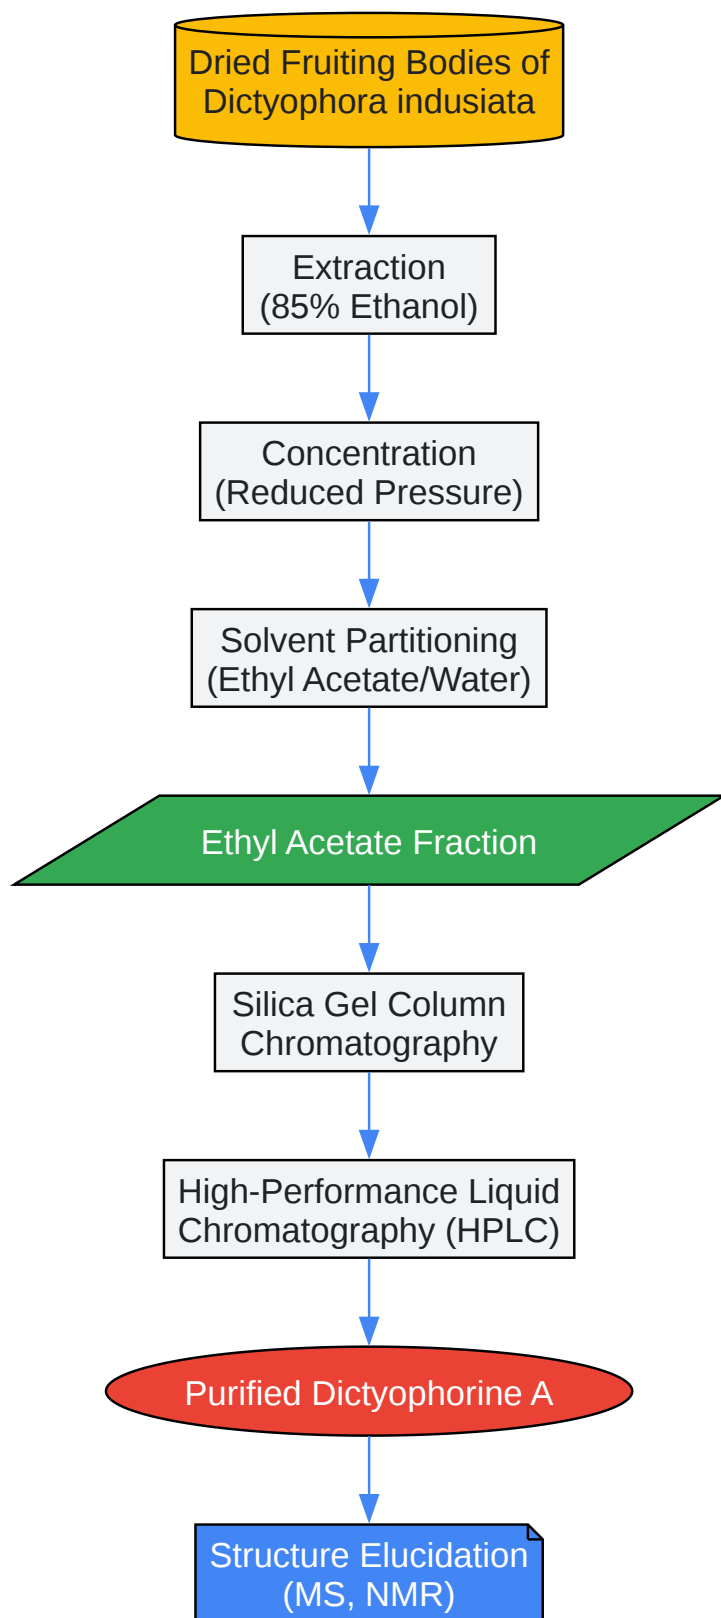 Dried Fruiting Bodies of
Dictyophora indusiata
Extraction
(85% Ethanol)
Concentration
(Reduced Pressure)
Solvent Partitioning
(Ethyl Acetate/Water)
Ethyl Acetate Fraction
Silica Gel Column
Chromatography
High-Performance Liquid
Chromatography (HPLC)
Purified Dictyophorine A
Structure Elucidation
(MS, NMR)